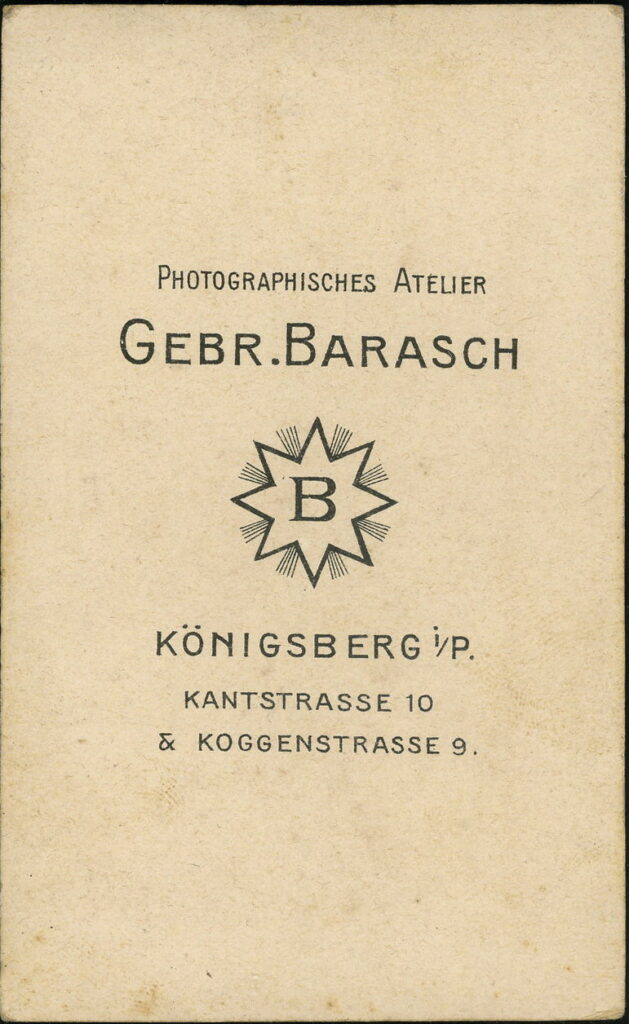 PHOTOGRAPHISCHES ATELIER
GEBR. BARASCH
B
KÖNIGSBERG i/P.
KANTSTRASSE 10
& KOGGENSTRASSE 9.